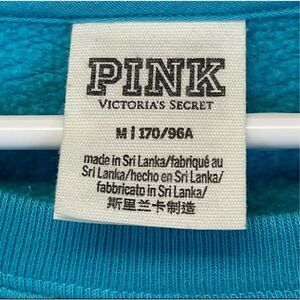 PINK
VICTORIA'S SECRET
M | 170/96A
made in Sri Lanka/fabriqué au
Sri Lanka/hecho en Sri Lanka/
fabbricato in Sri Lanka/
斯里兰卡制造